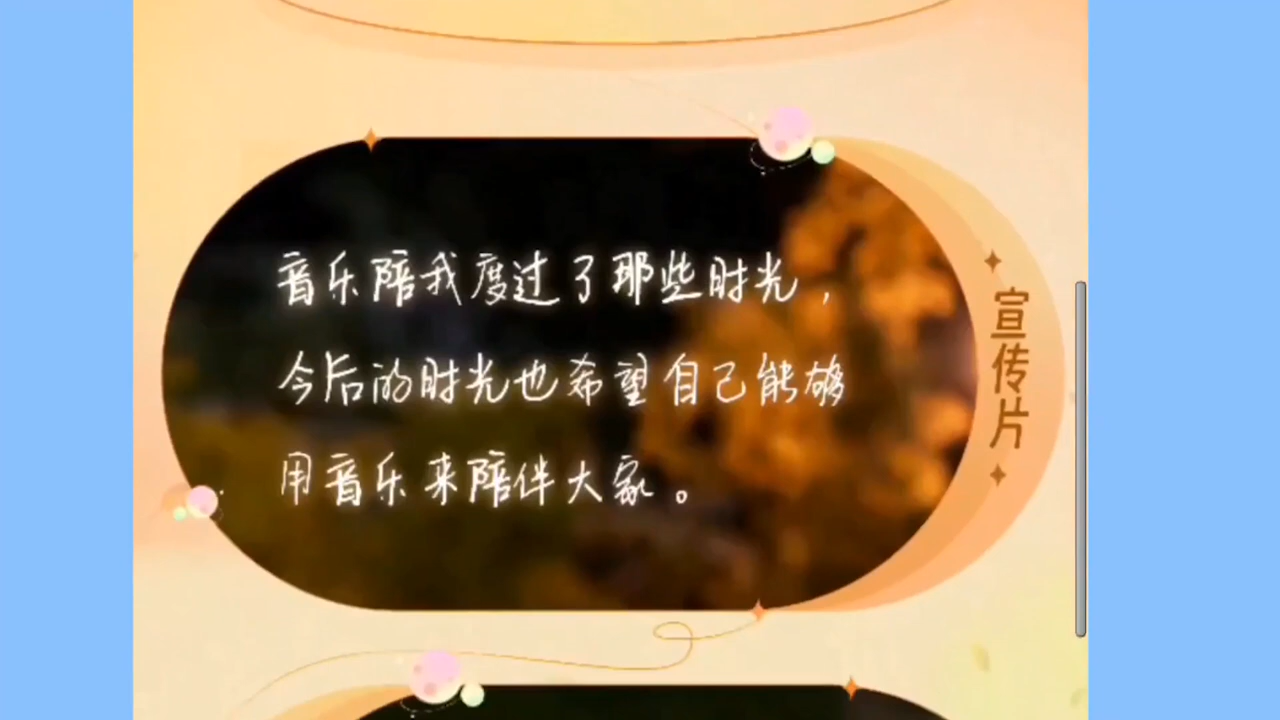 音乐陪我度过了那些时光，
今后的时光也希望自己能够
用音乐来陪伴大家。
宣传片